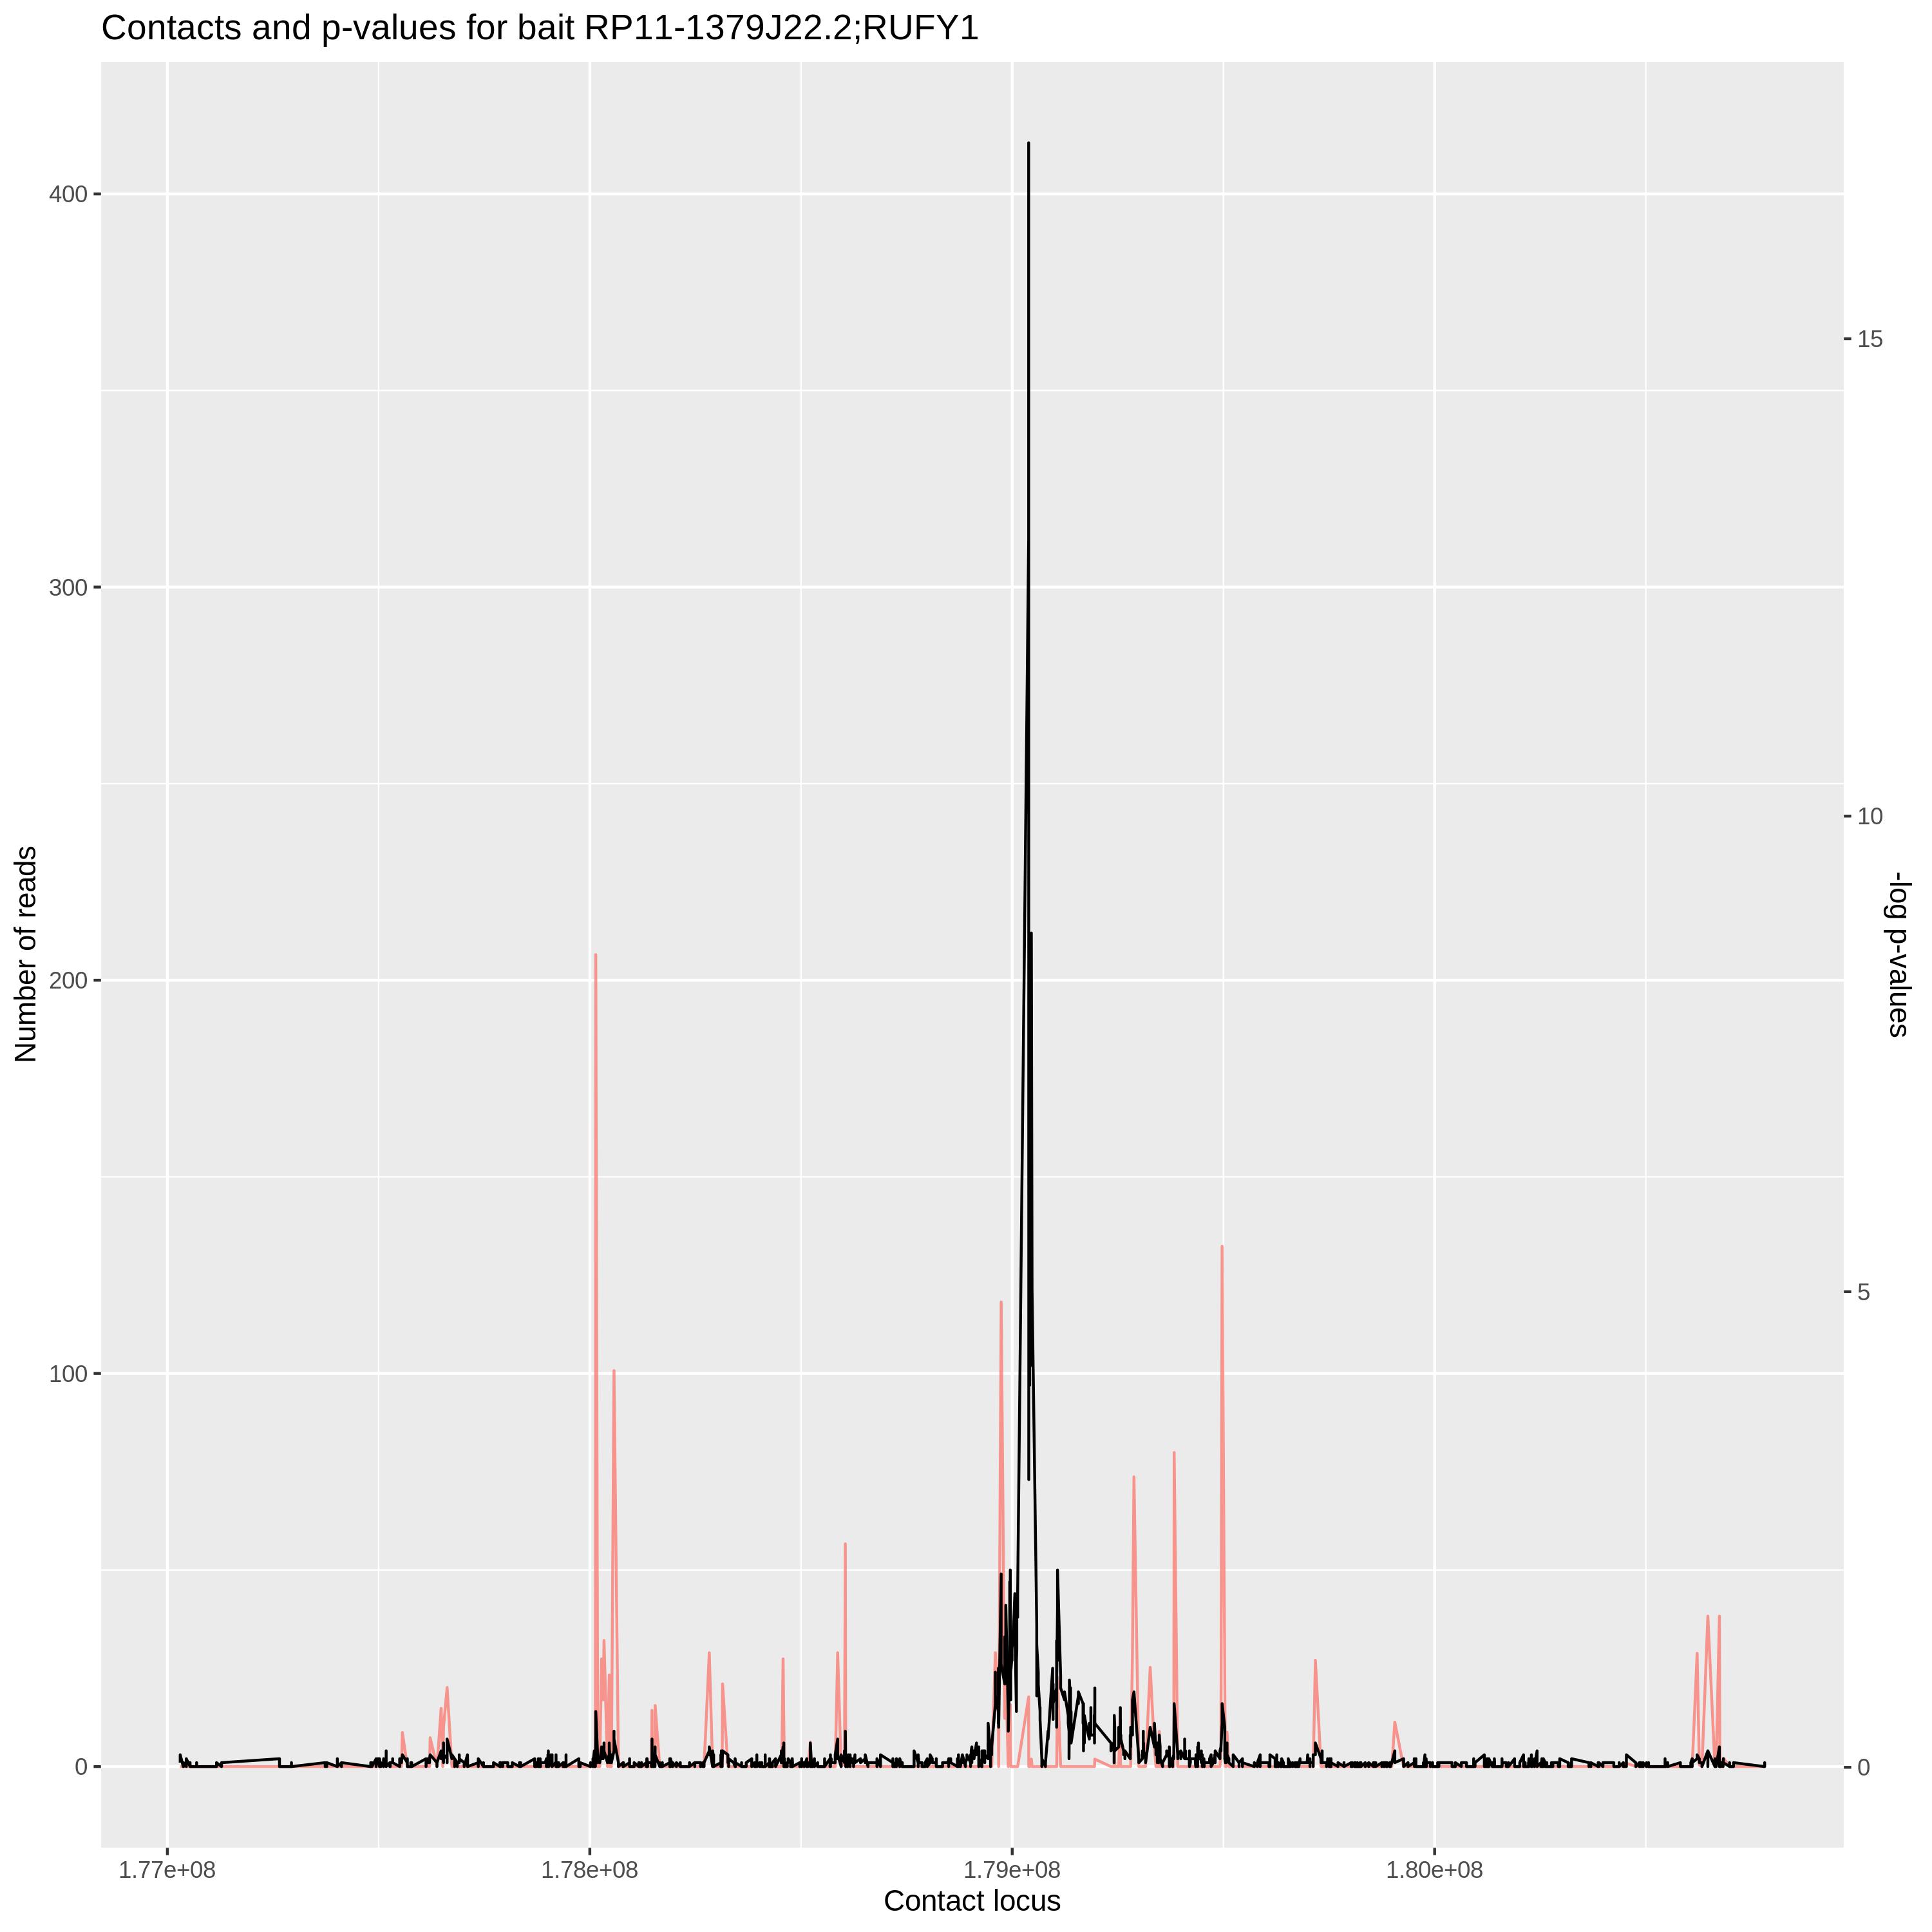 Contacts and p-values for bait RP11-1379J22.2;RUFY1
400
300
200
100
0
15
10
5
0
Number of reads
-log p-values
1.77e+08
1.78e+08
1.79e+08
1.80e+08
Contact locus